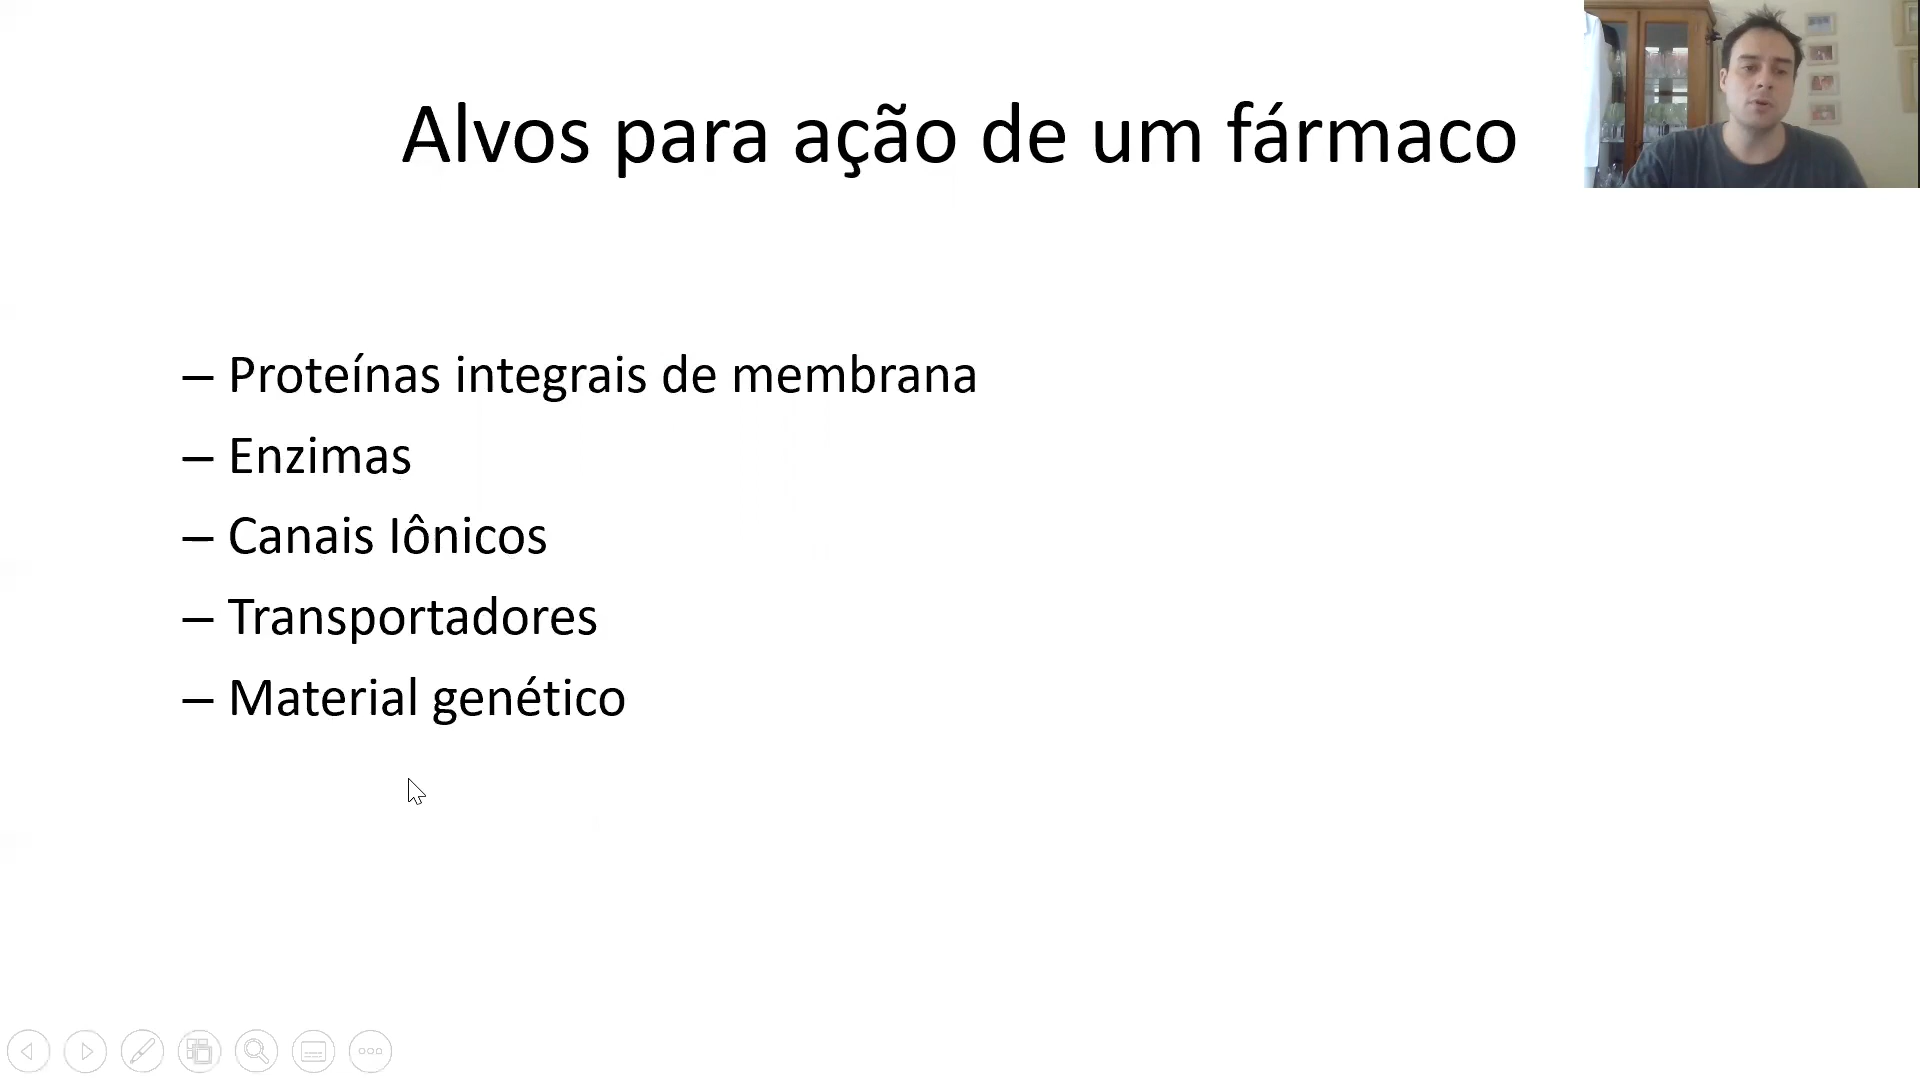 Alvos para ação de um fármaco
– Proteínas integrais de membrana
– Enzimas
– Canais Iônicos
– Transportadores
– Material genético